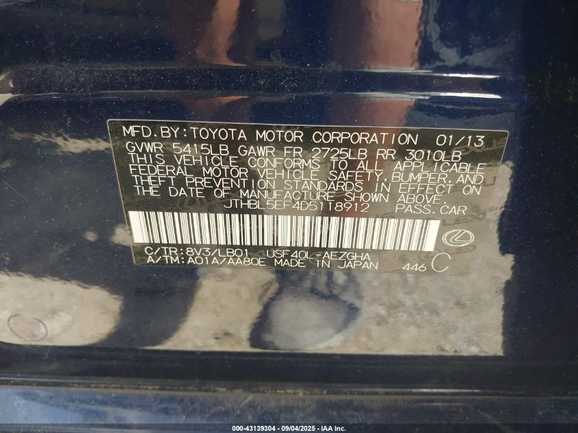 MFD. BY: TOYOTA MOTOR CORPORATION 01/13
GVWR 5415LB GAWR FR 2725LB RR 3010LB
THIS VEHICLE CONFORMS TO ALL APPLICABLE
FEDERAL MOTOR VEHICLE SAFETY, BUMPER, AND
THEFT PREVENTION STANDARDS IN EFFECT ON
THE DATE OF MANUFACTURE SHOWN ABOVE.
JTHBL5EF4D5118912 PASS. CAR
C/TR: 8V3/LB01 USF40L-AEZGHA
A/TM: A01A/AA80E MADE IN JAPAN 446 C
000-43139304 | 09/04/2025 | IAA Inc.